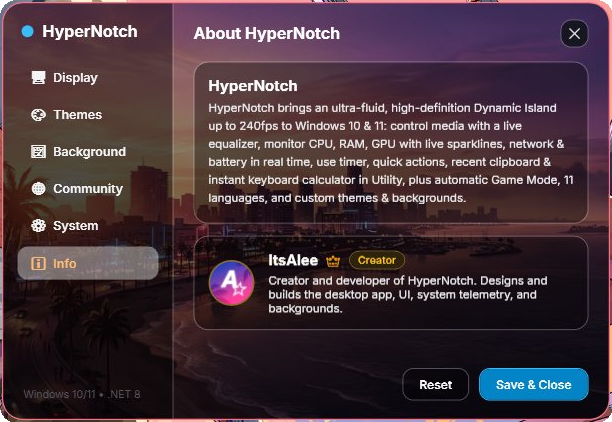 HyperNotch
Display
Themes
Background
Community
System
Info
Windows 10/11 • .NET 8
About HyperNotch
HyperNotch
HyperNotch brings an ultra-fluid, high-definition Dynamic Island
up to 240fps to Windows 10 & 11: control media with a live
equalizer, monitor CPU, RAM, GPU with live sparklines, network &
battery in real time, use timer, quick actions, recent clipboard &
instant keyboard calculator in Utility, plus automatic Game Mode, 11
languages, and custom themes & backgrounds.
A
ItsAlee
Creator
Creator and developer of HyperNotch. Designs and
builds the desktop app, UI, system telemetry, and
backgrounds.
Reset
Save & Close